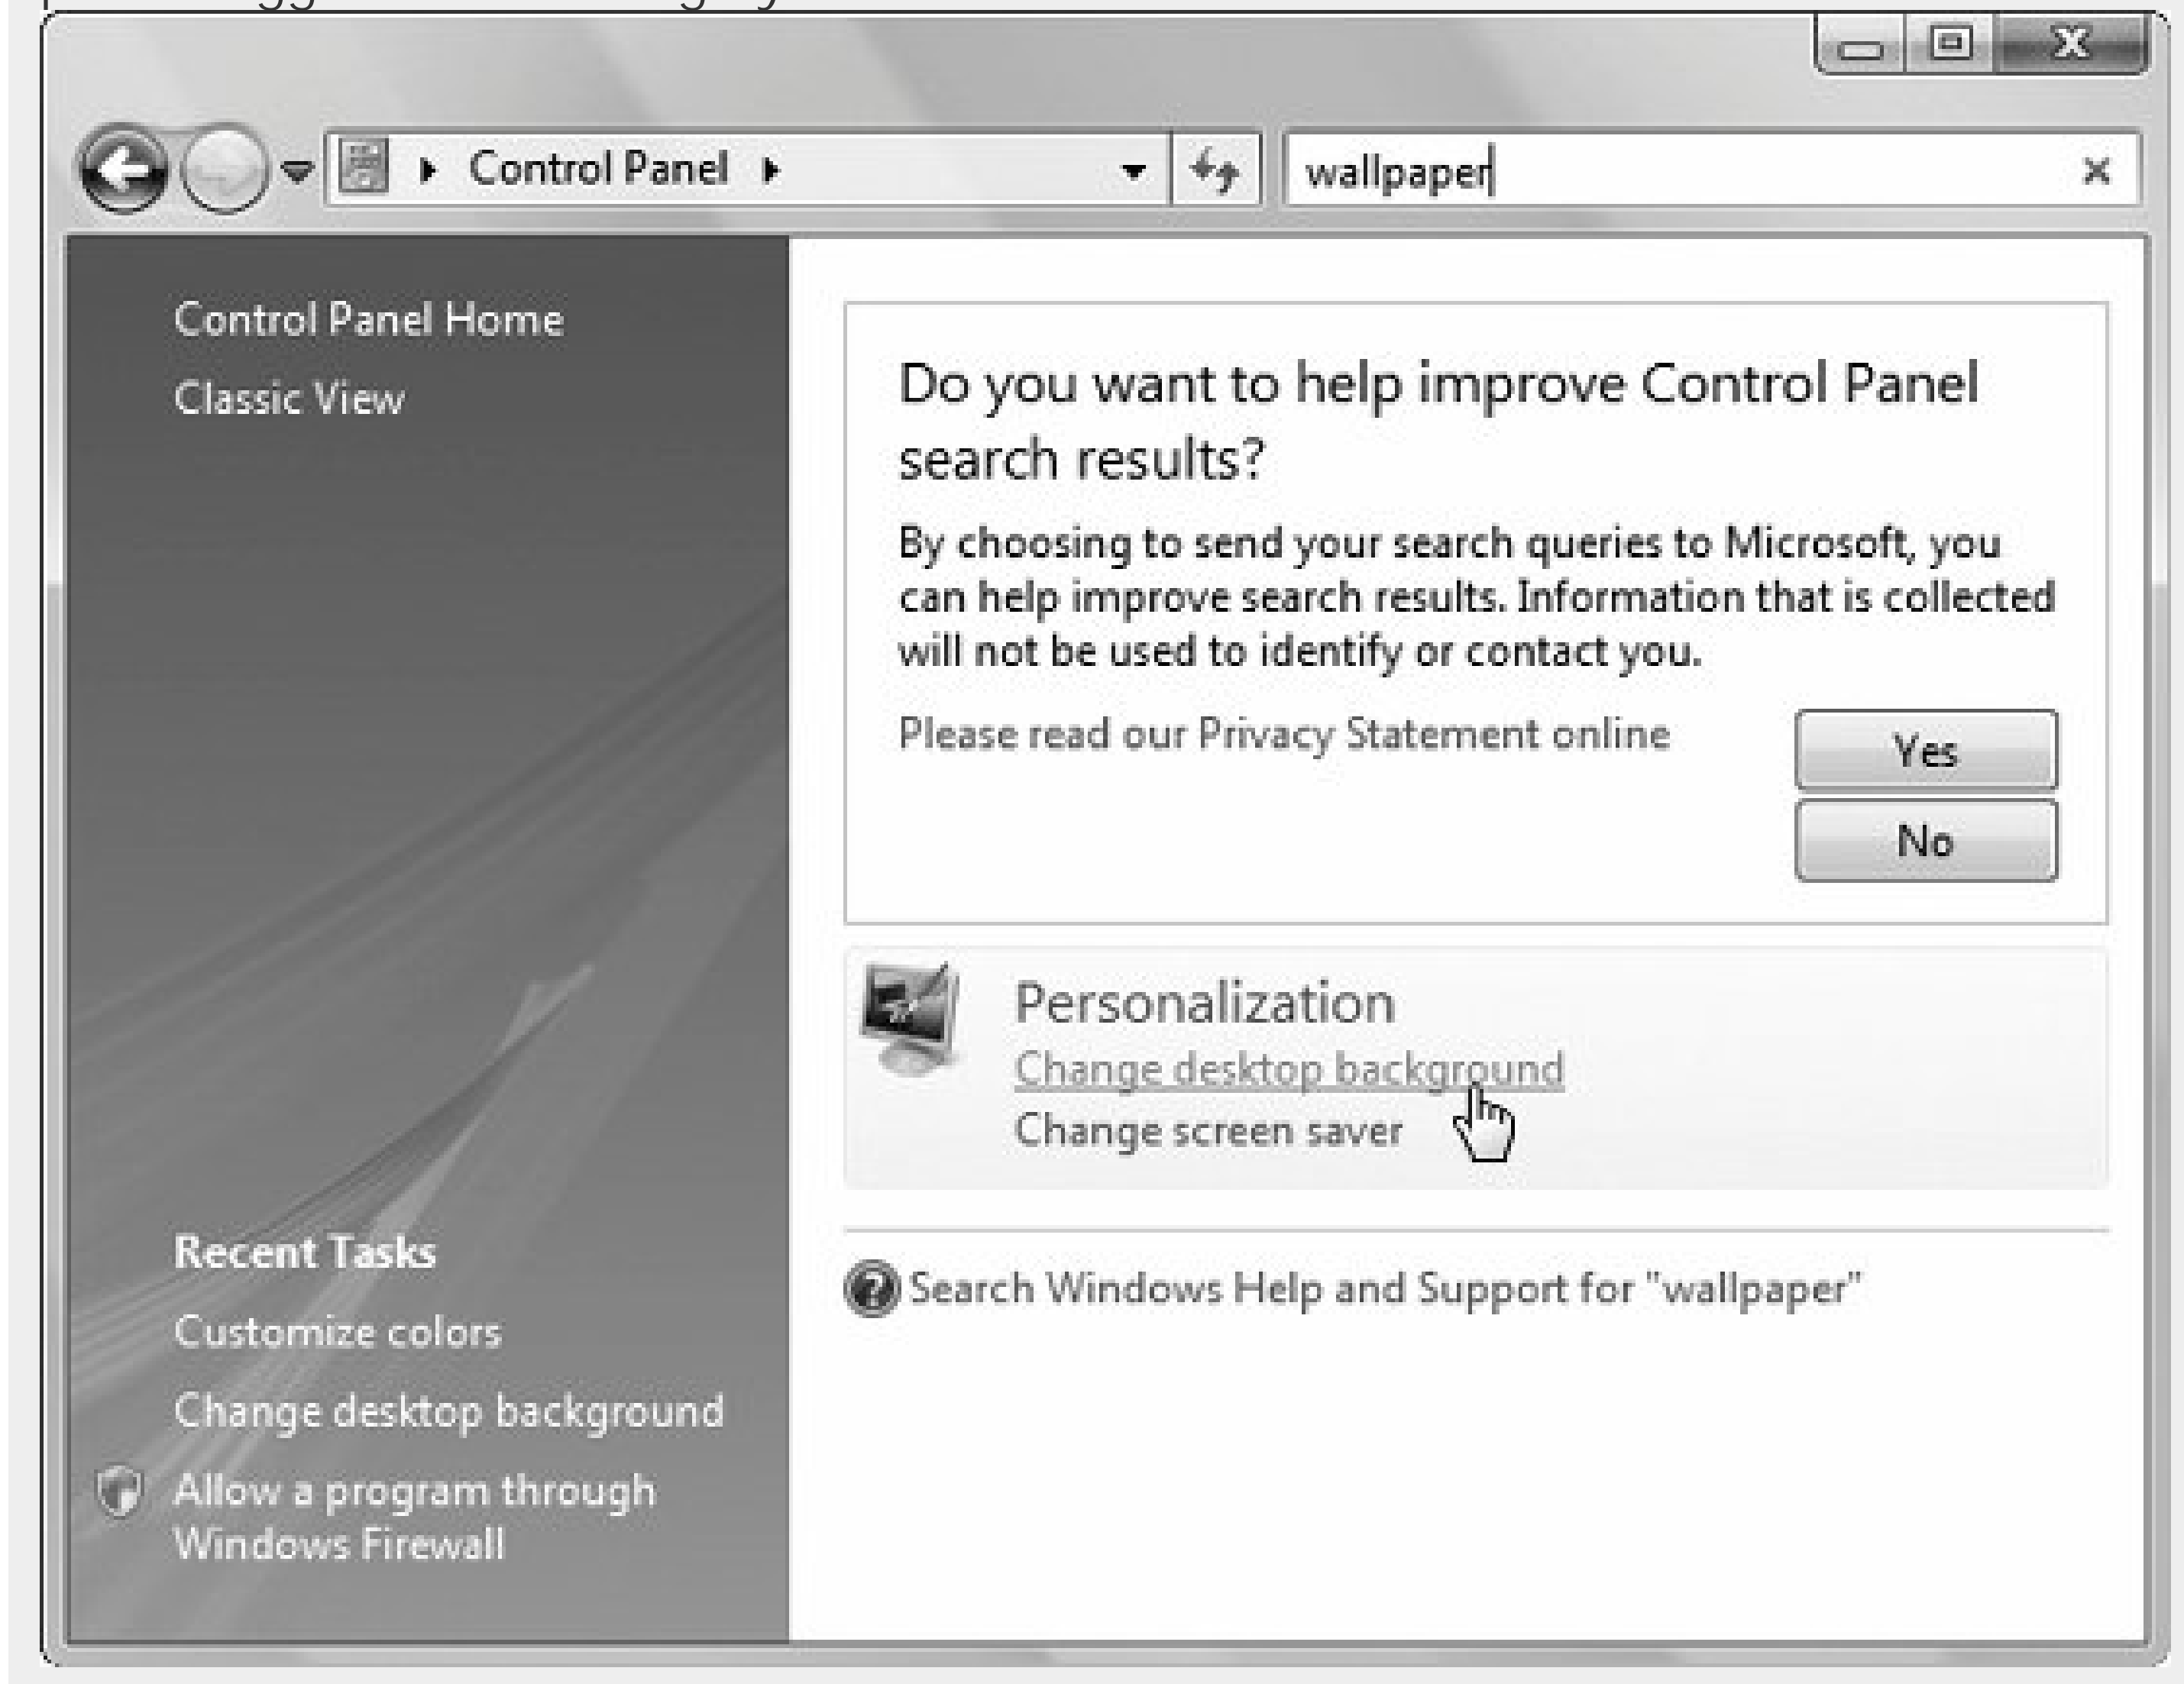 Control Panel
wallpaper
Control Panel Home
Classic View
Do you want to help improve Control Panel
search results?
By choosing to send your search queries to Microsoft, you
can help improve search results. Information that is collected
will not be used to identify or contact you.
Please read our Privacy Statement online
Yes
No
Personalization
Change desktop background
Change screen saver
Search Windows Help and Support for "wallpaper"
Recent Tasks
Customize colors
Change desktop background
Allow a program through
Windows Firewall